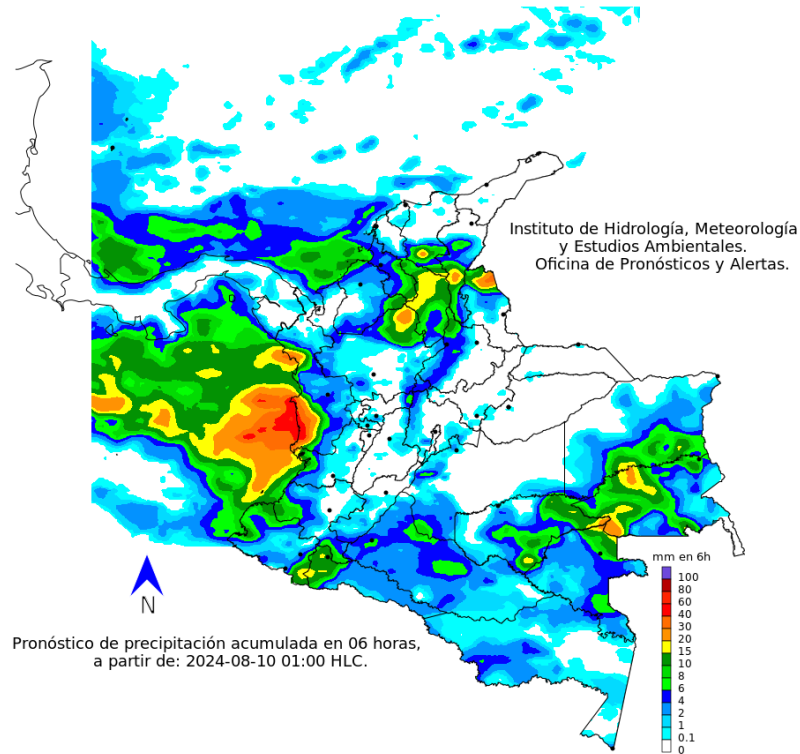 Instituto de Hidrología, Meteorología
y Estudios Ambientales.
Oficina de Pronósticos y Alertas.
mm en 6h
100
80
60
40
30
20
15
10
8
6
4
2
1
0.1
0
N
Pronóstico de precipitación acumulada en 06 horas,
a partir de: 2024-08-10 01:00 HLC.